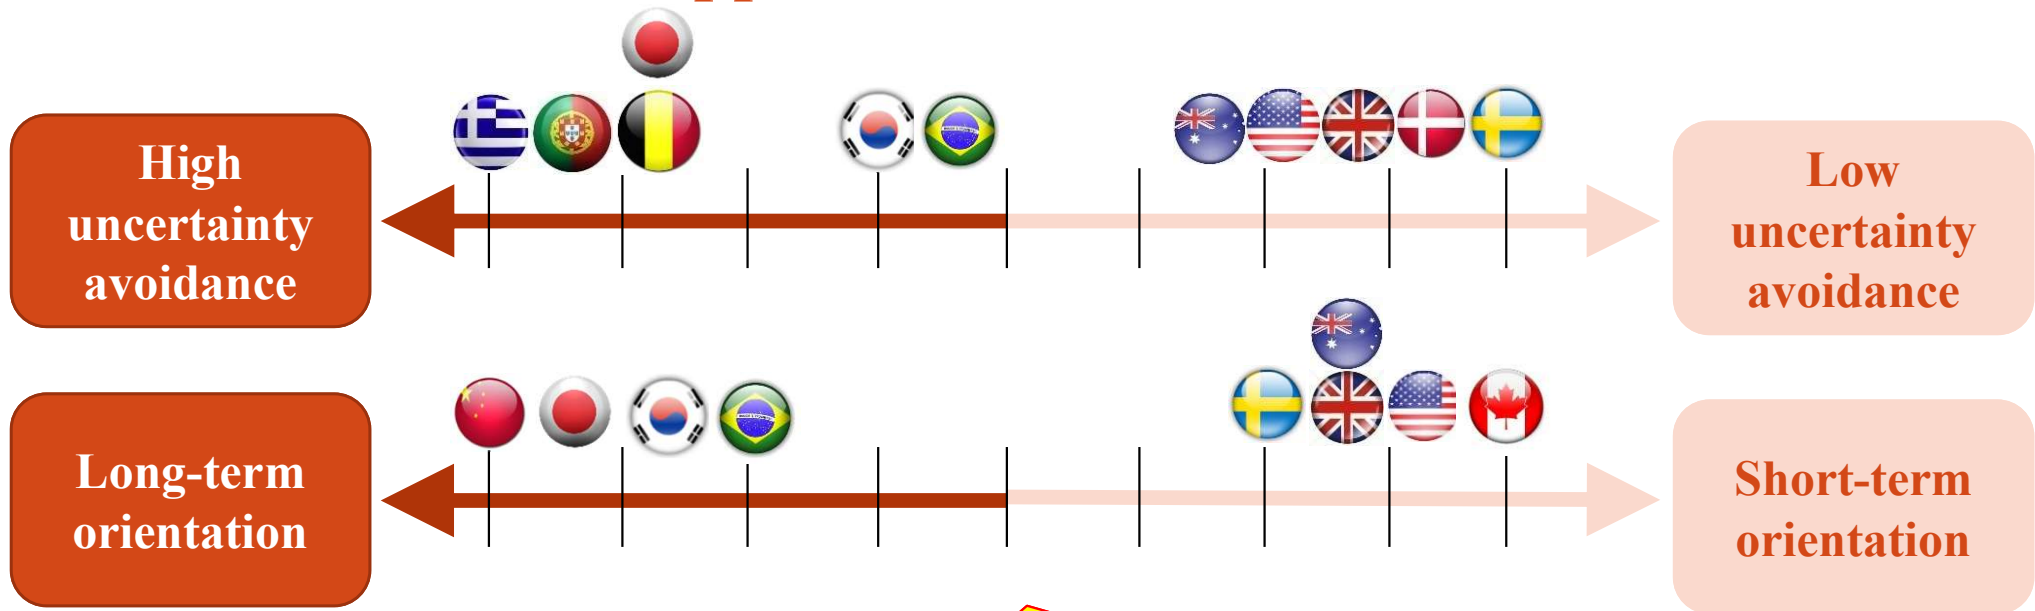 High
uncertainty
avoidance
Low
uncertainty
avoidance
Long-term
orientation
Short-term
orientation